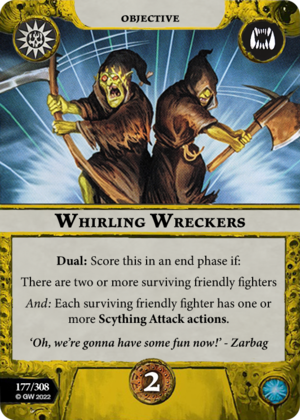 OBJECTIVE
WHIRLING WRECKERS
Dual: Score this in an end phase if:
There are two or more surviving friendly fighters
And: Each surviving friendly fighter has one or
more Scything Attack actions.
'Oh, we're gonna have some fun now!' - Zarbag
177/308
© GW 2022
2